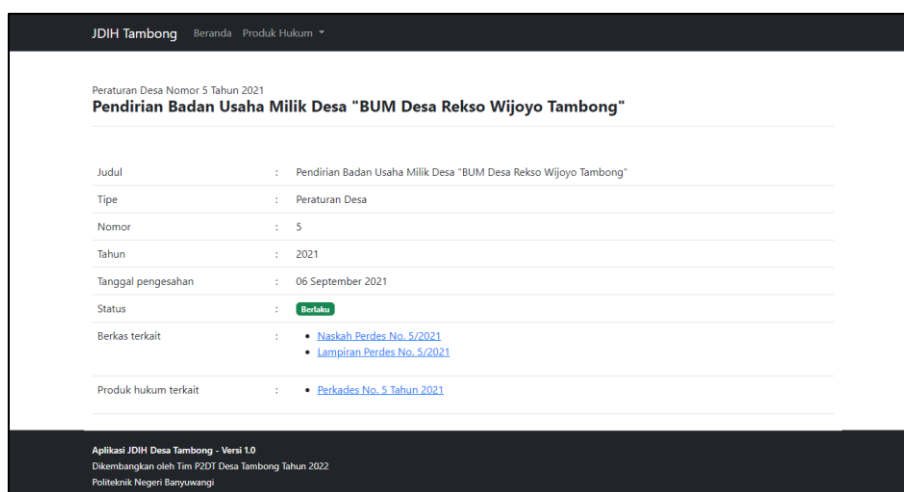 JDIH Tambong Beranda Produk Hukum
Peraturan Desa Nomor 5 Tahun 2021
Pendirian Badan Usaha Milik Desa "BUM Desa Rekso Wijoyo Tambong"
Judul : Pendirian Badan Usaha Milik Desa "BUM Desa Rekso Wijoyo Tambong"
Tipe : Peraturan Desa
Nomor : 5
Tahun : 2021
Tanggal pengesahan : 06 September 2021
Status : Berlaku
Berkas terkait : • Naskah Perdes No. 5/2021
• Lampiran Perdes No. 5/2021
Produk hukum terkait : • Perkades No. 5 Tahun 2021
Aplikasi JDIH Desa Tambong - Versi 1.0
Dikembangkan oleh Tim P2DT Desa Tambong Tahun 2022
Politeknik Negeri Banyuwangi